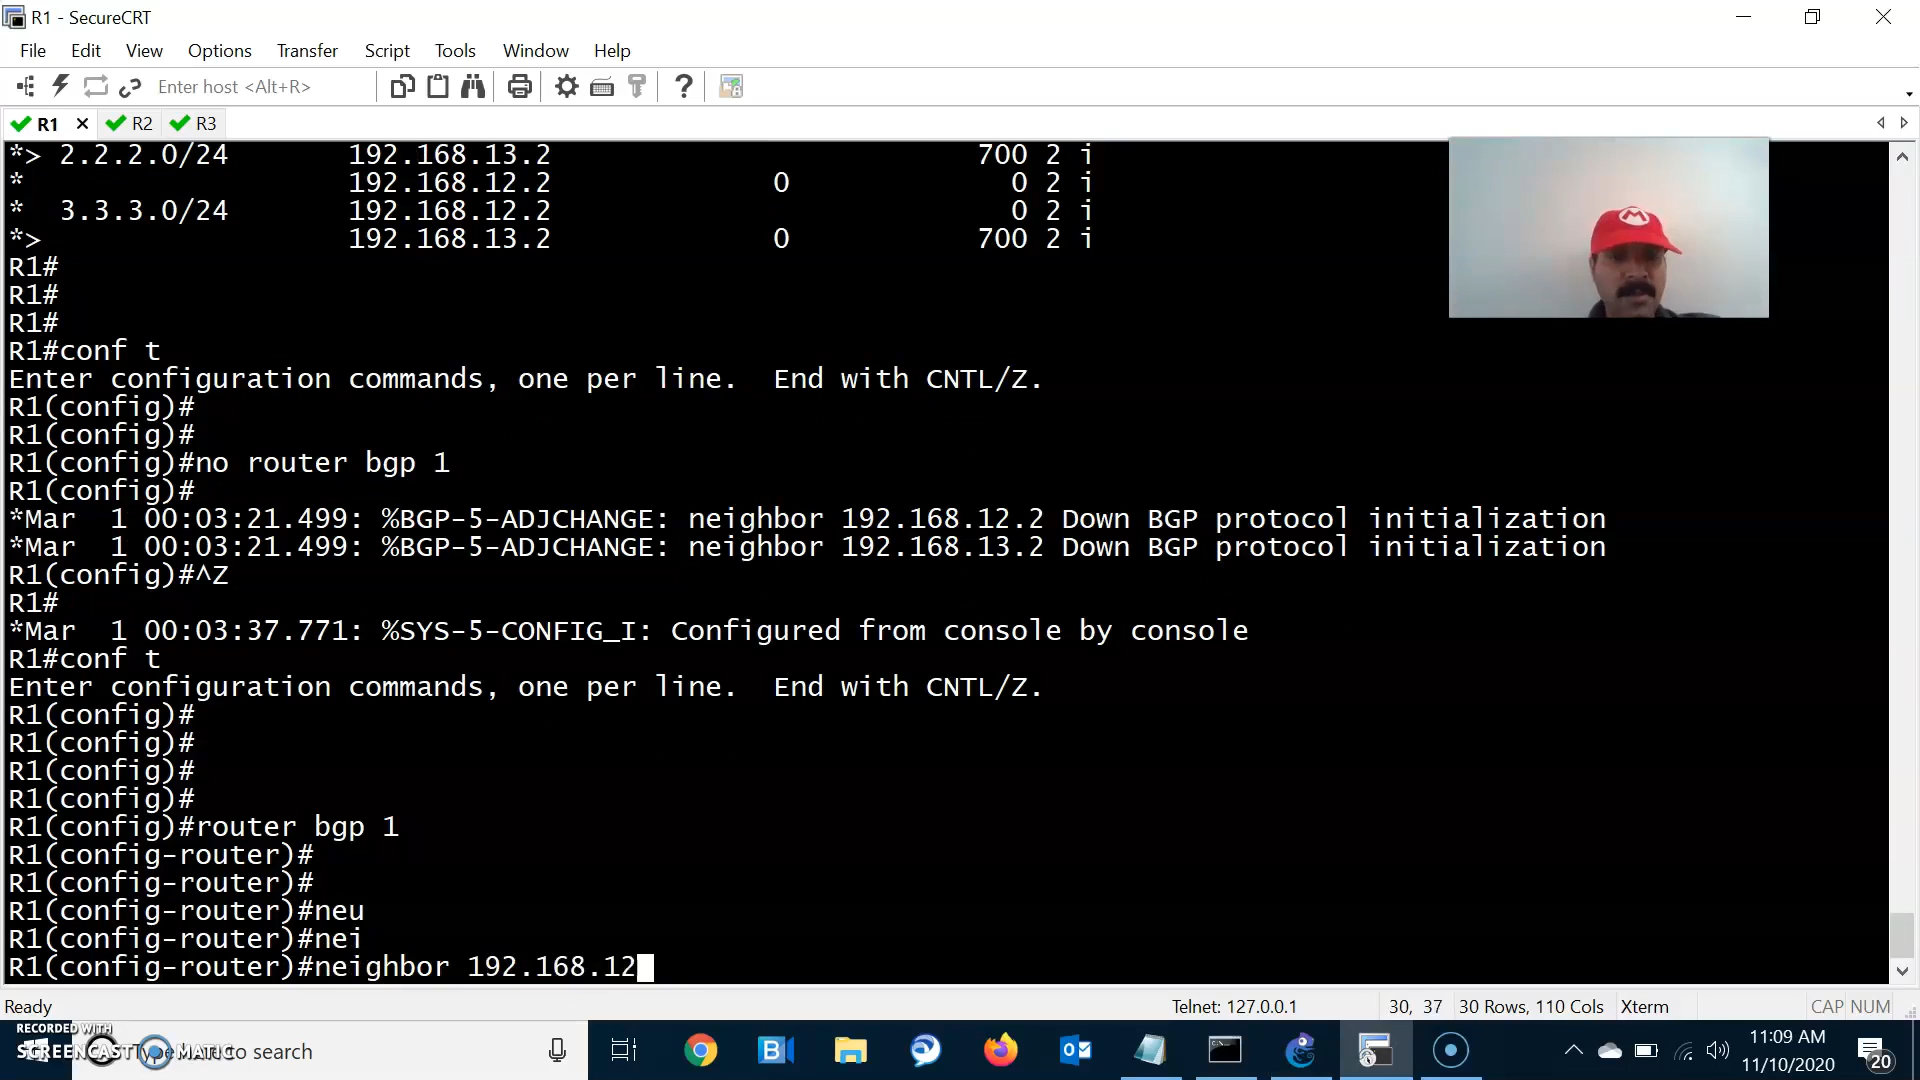 R1 - SecureCRT
File Edit View Options Transfer Script Tools Window Help
Enter host <Alt+R>
R1 R2 R3
*> 2.2.2.0/24 192.168.13.2 700 2 i
* 192.168.12.2 0 0 2 i
* 3.3.3.0/24 192.168.12.2 0 2 i
*> 192.168.13.2 0 700 2 i
R1#
R1#
R1#
R1#conf t
Enter configuration commands, one per line. End with CNTL/Z.
R1(config)#
R1(config)#
R1(config)#no router bgp 1
R1(config)#
*Mar 1 00:03:21.499: %BGP-5-ADJCHANGE: neighbor 192.168.12.2 Down BGP protocol initialization
*Mar 1 00:03:21.499: %BGP-5-ADJCHANGE: neighbor 192.168.13.2 Down BGP protocol initialization
R1(config)#^Z
R1#
*Mar 1 00:03:37.771: %SYS-5-CONFIG_I: Configured from console by console
R1#conf t
Enter configuration commands, one per line. End with CNTL/Z.
R1(config)#
R1(config)#
R1(config)#
R1(config)#
R1(config)#router bgp 1
R1(config-router)#
R1(config-router)#
R1(config-router)#neu
R1(config-router)#nei
R1(config-router)#neighbor 192.168.12
Ready Telnet: 127.0.0.1 30, 37 30 Rows, 110 Cols Xterm CAP NUM
RECORDED WITH
SCREENCAST MATIC
to search
11:09 AM
11/10/2020
20